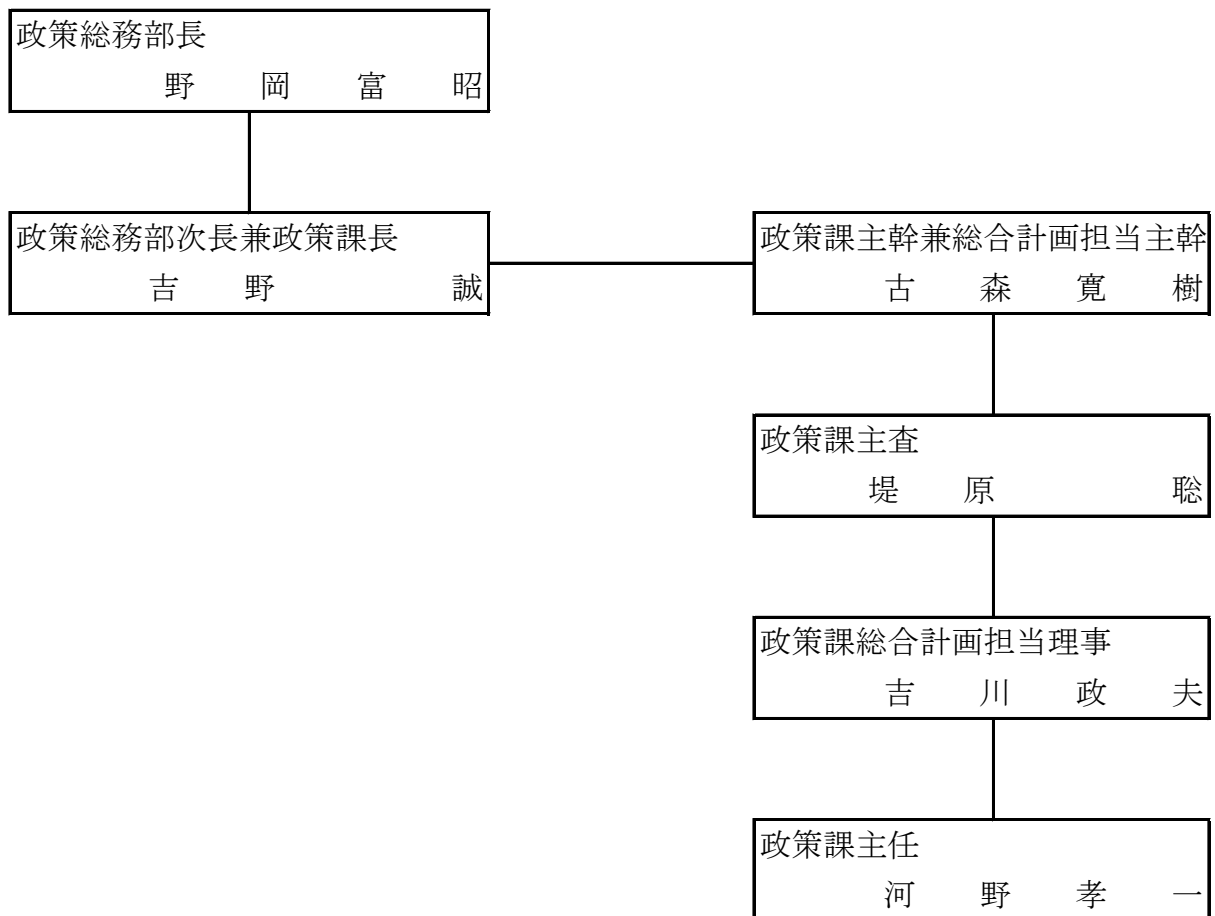 政策総務部長
野岡富昭
政策総務部次長兼政策課長
吉野誠
政策課主幹兼総合計画担当主幹
古森寛樹
政策課主査
堤原聡
政策課総合計画担当理事
吉川政夫
政策課主任
河野孝一